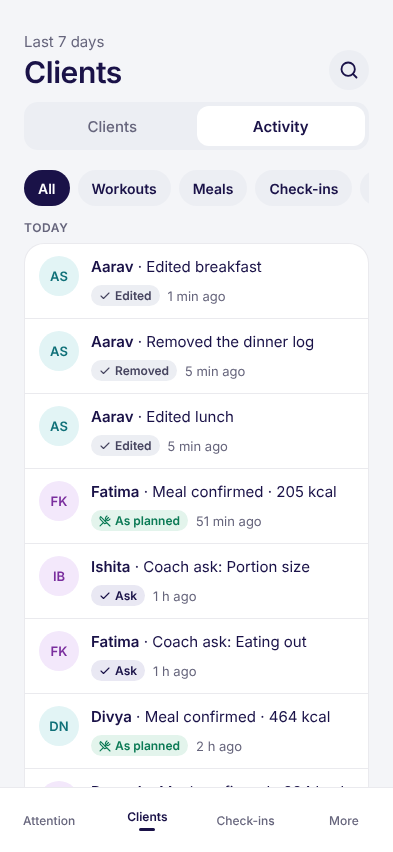 Last 7 days
Clients
Clients
Activity
All
Workouts
Meals
Check-ins
TODAY
AS
Aarav · Edited breakfast
Edited
1 min ago
AS
Aarav · Removed the dinner log
Removed
5 min ago
AS
Aarav · Edited lunch
Edited
5 min ago
FK
Fatima · Meal confirmed · 205 kcal
As planned
51 min ago
IB
Ishita · Coach ask: Portion size
Ask
1 h ago
FK
Fatima · Coach ask: Eating out
Ask
1 h ago
DN
Divya · Meal confirmed · 464 kcal
As planned
2 h ago
Attention
Clients
Check-ins
More